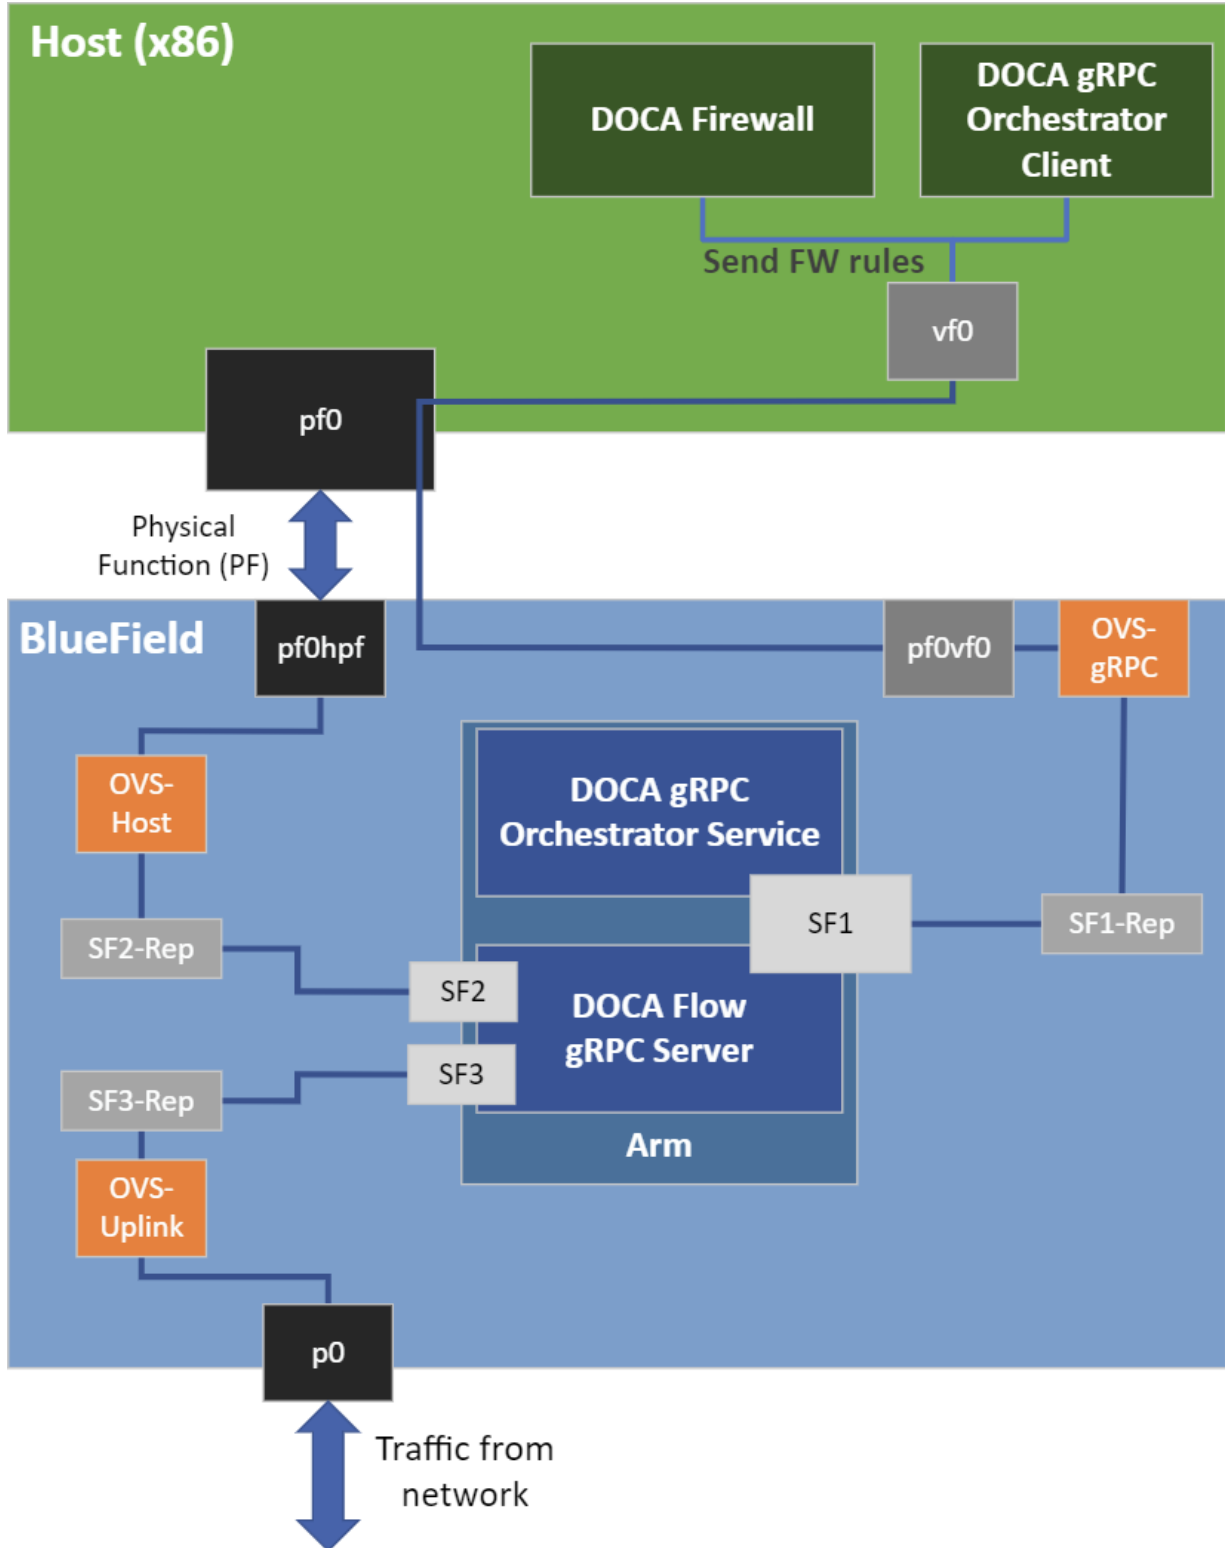 Host (x86)
DOCA Firewall
DOCA gRPC
Orchestrator
Client
Send FW rules
vf0
pf0
Physical
Function (PF)
BlueField
pf0hpf
pf0vf0
OVS-
gRPC
OVS-
Host
DOCA gRPC
Orchestrator Service
SF1
SF1-Rep
SF2-Rep
SF2
DOCA Flow
gRPC Server
SF3
SF3-Rep
Arm
OVS-
Uplink
p0
Traffic from
network